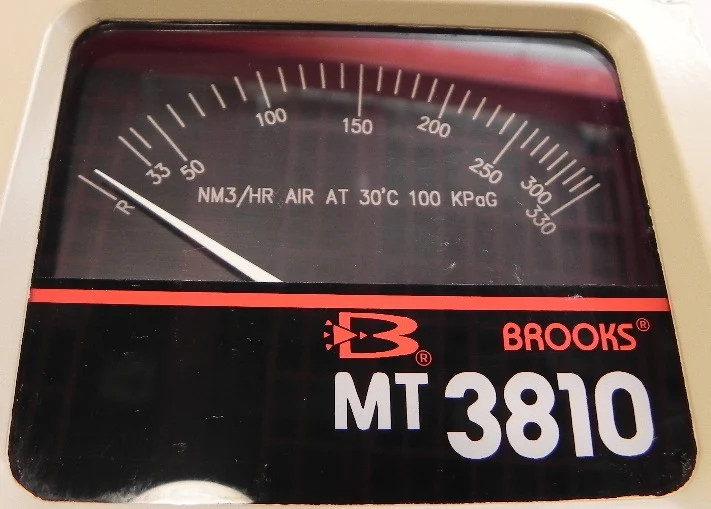 R 33 50 100 150 200 250 300 330
NM3/HR AIR AT 30°C 100 KPaG
B ®
BROOKS®
MT 3810